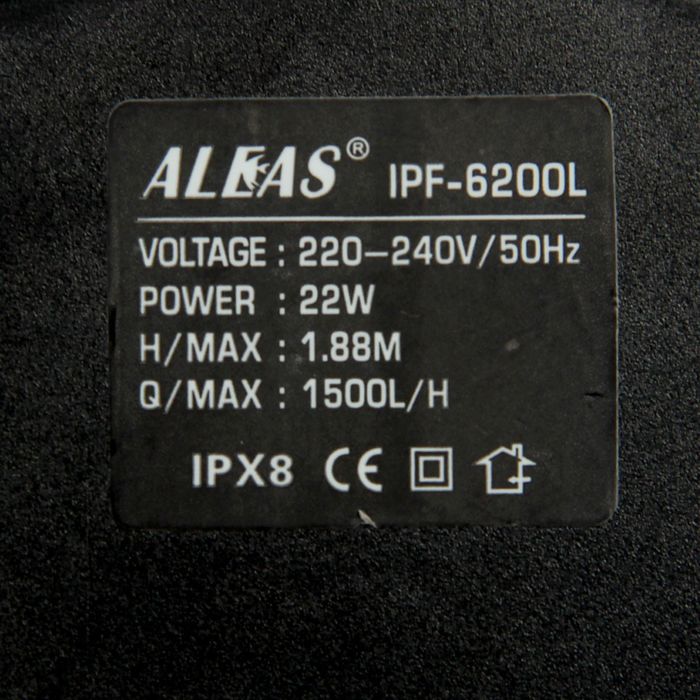 ALEAS® IPF-6200L
VOLTAGE : 220-240V/50Hz
POWER : 22W
H/MAX : 1.88M
Q/MAX : 1500L/H
IPX8 CE